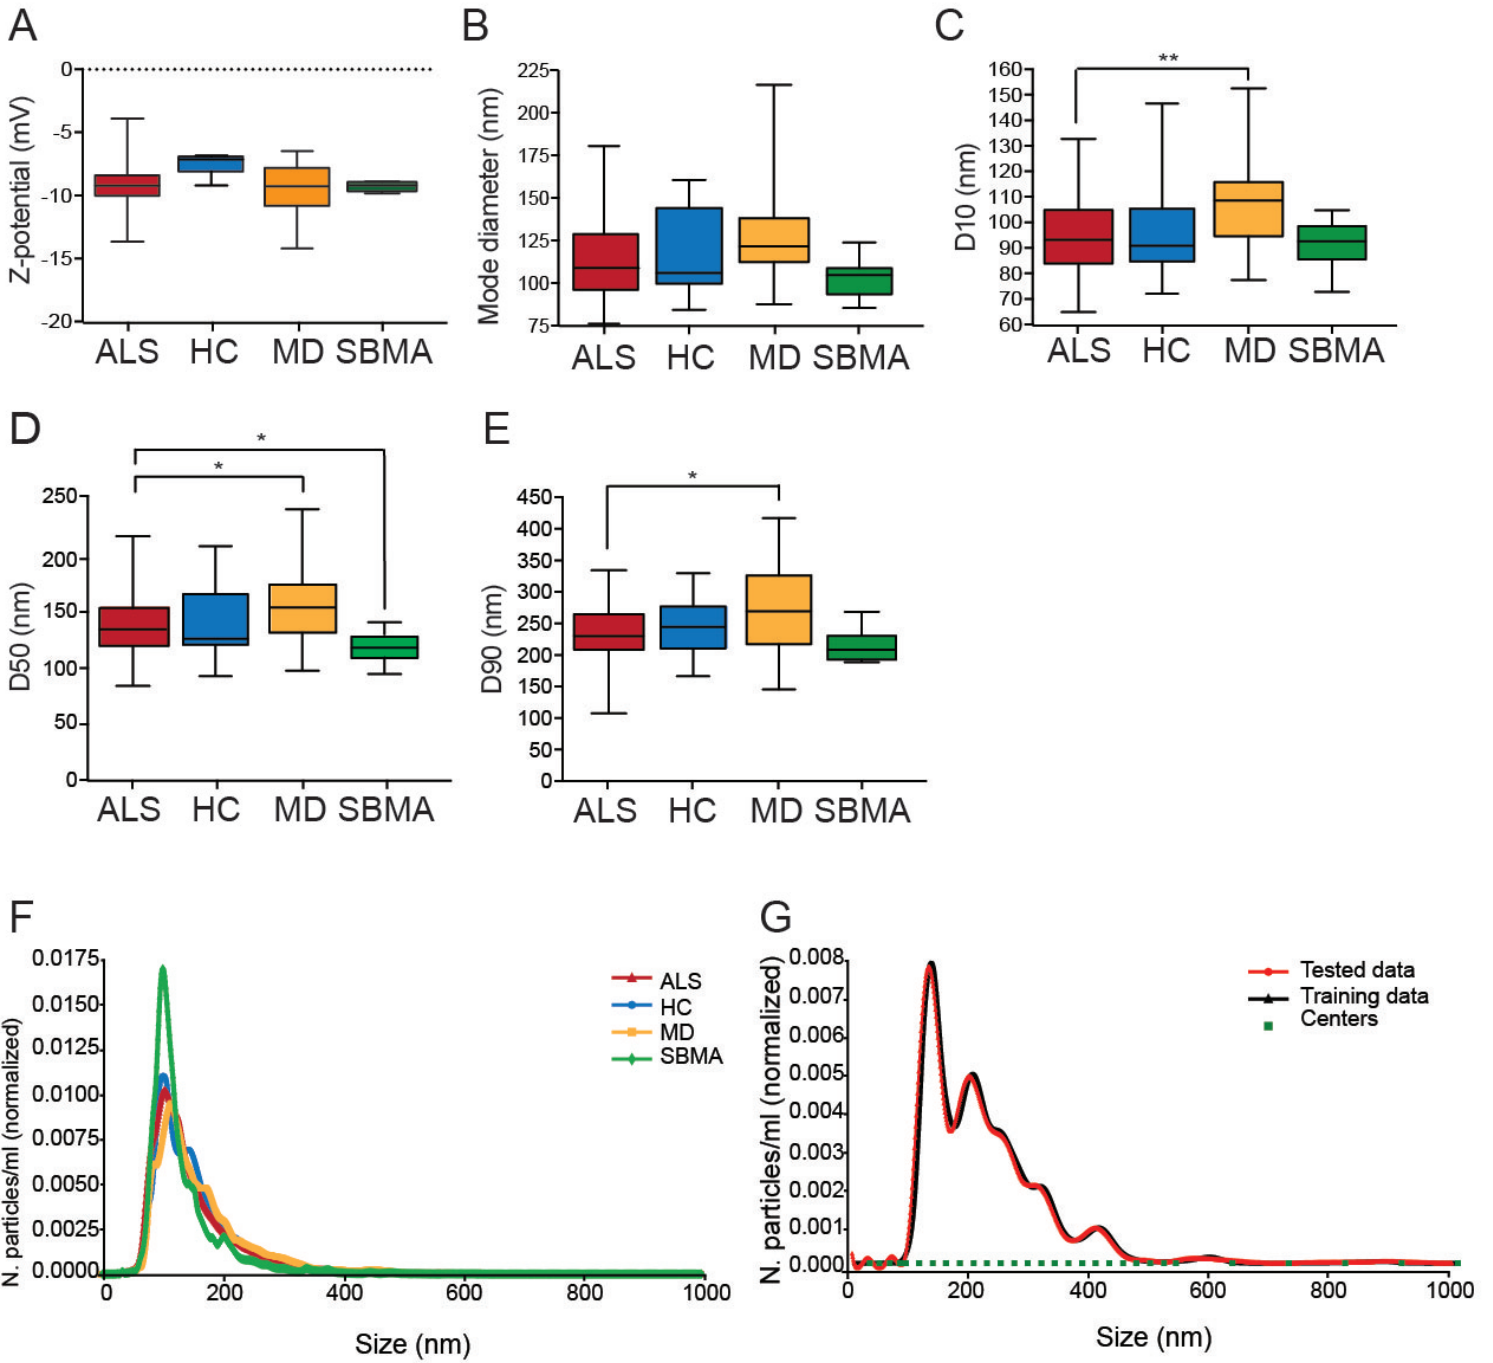 A
Z-potential (mV)
0
-5
-10
-15
-20
ALS HC MD SBMA
B
Mode diameter (nm)
225
200
175
150
125
100
75
ALS HC MD SBMA
C
D10 (nm)
160
150
140
130
120
110
100
90
80
70
60
**
ALS HC MD SBMA
D
D50 (nm)
250
200
150
100
50
0
*
*
ALS HC MD SBMA
E
D90 (nm)
450
400
350
300
250
200
150
100
50
0
*
ALS HC MD SBMA
F
N. particles/ml (normalized)
0.0175
0.0150
0.0125
0.0100
0.0075
0.0050
0.0025
0.0000
ALS
HC
MD
SBMA
0 200 400 600 800 1000
Size (nm)
G
N. particles/ml (normalized)
0.008
0.007
0.006
0.005
0.004
0.003
0.002
0.001
0.000
Tested data
Training data
Centers
0 200 400 600 800 1000
Size (nm)